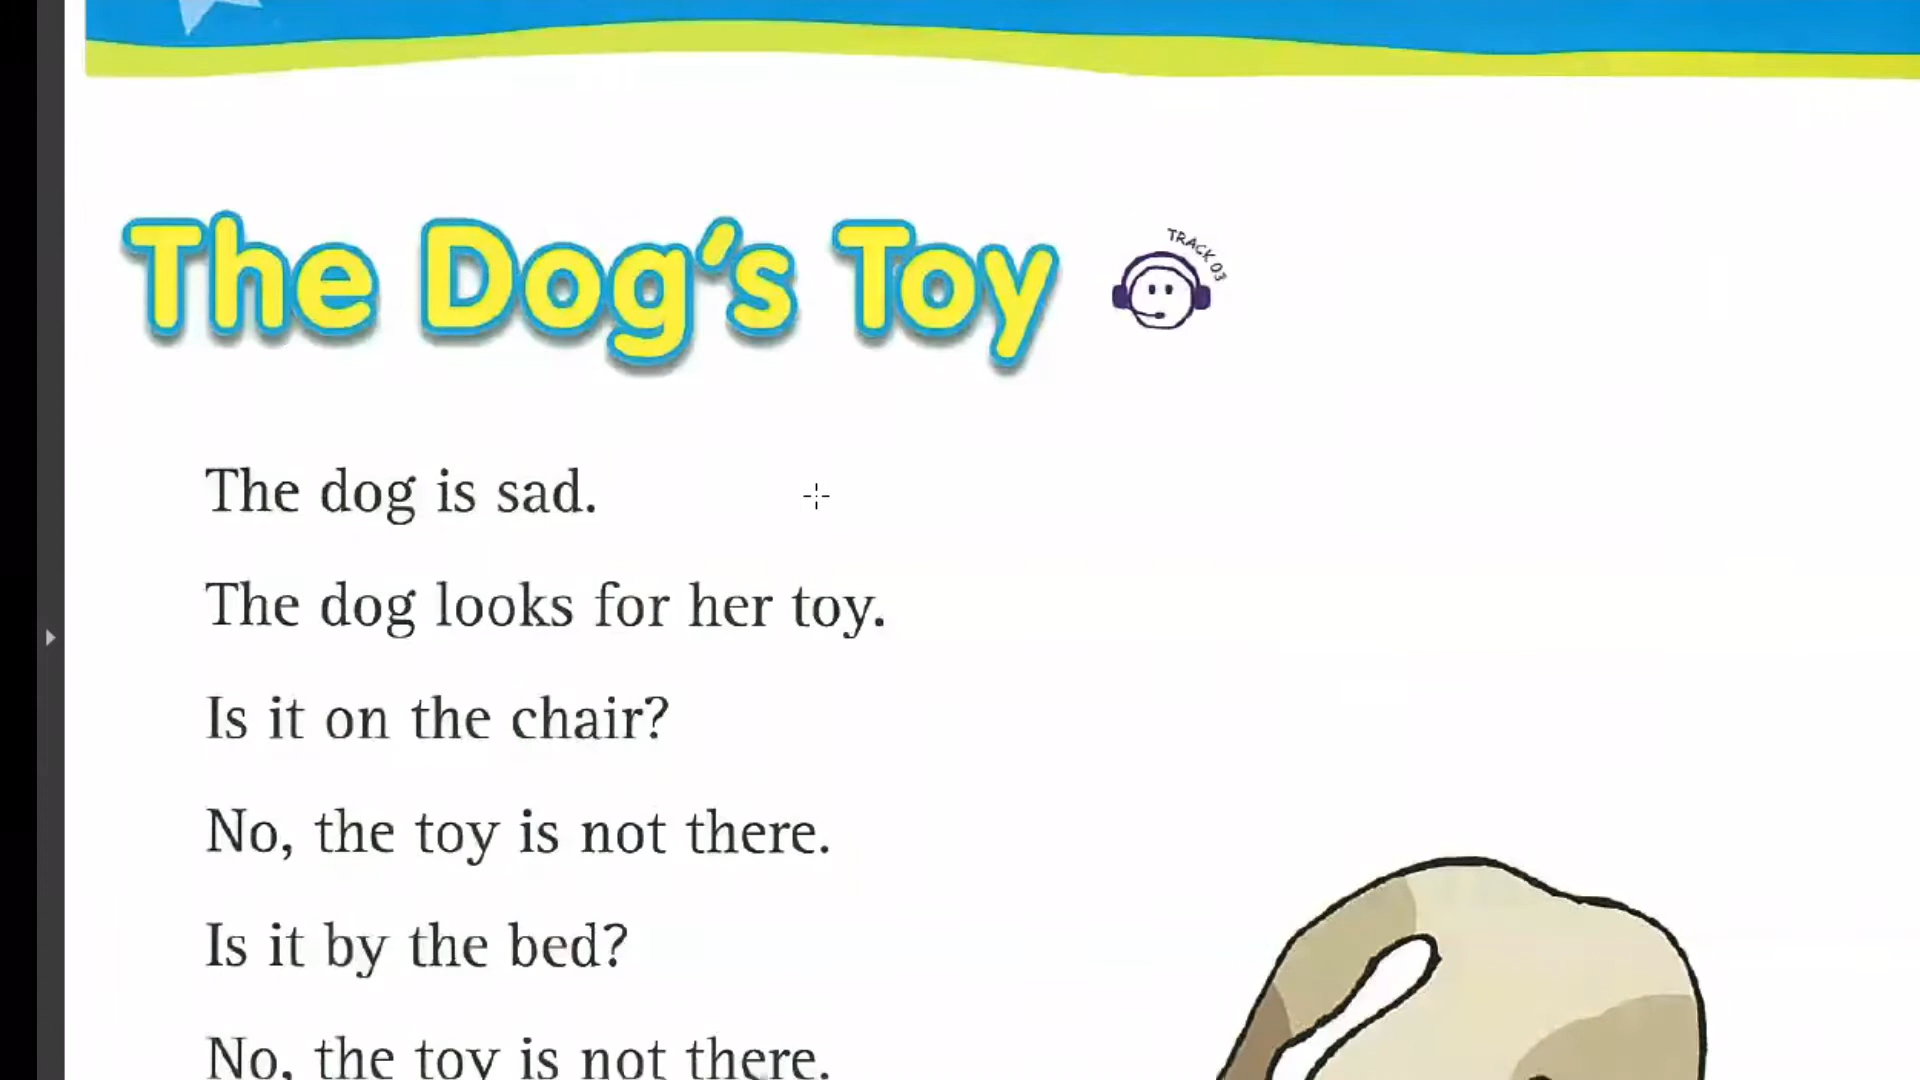 The Dog's Toy
TRACK 03
The dog is sad.
The dog looks for her toy.
Is it on the chair?
No, the toy is not there.
Is it by the bed?
No, the toy is not there.